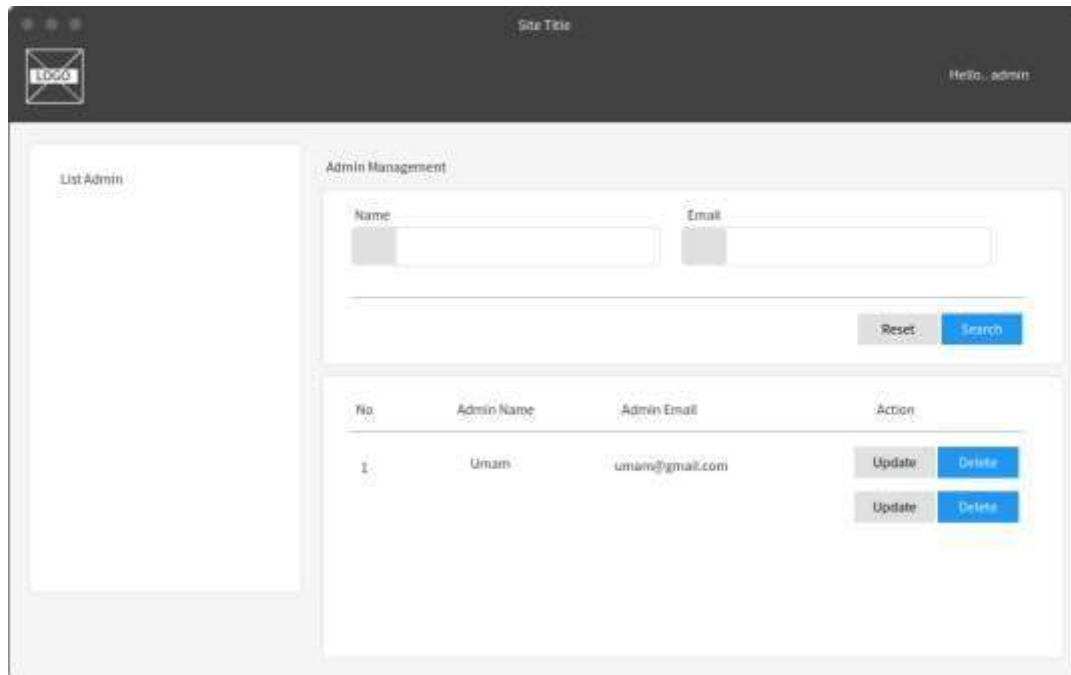 Site Title
LOGO
Hello.. admin
List Admin
Admin Management
Name
Email
Reset
Search
No
Admin Name
Admin Email
Action
1
Umam
umam@gmail.com
Update
Delete
Update
Delete